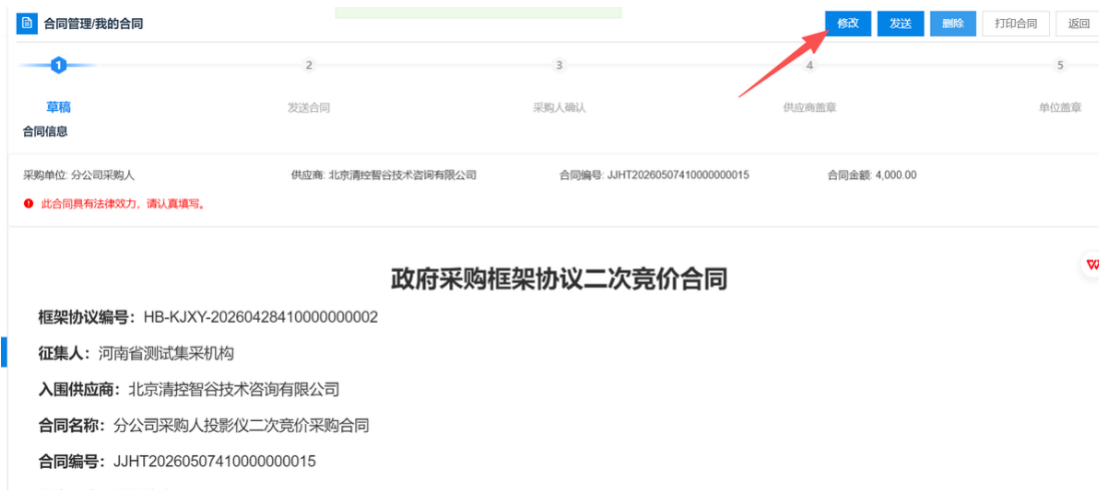 合同管理/我的合同
修改 发送 删除 打印合同 返回
1 2 3 4 5
草稿 发送合同 采购人确认 供应商盖章 单位盖章
合同信息
采购单位: 分公司采购人 供应商: 北京清控智谷技术咨询有限公司 合同编号: JJHT20260507410000000015 合同金额: 4,000.00
此合同具有法律效力，请认真填写。
政府采购框架协议二次竞价合同
框架协议编号：HB-KJXY-20260428410000000002
征集人：河南省测试集采机构
入围供应商：北京清控智谷技术咨询有限公司
合同名称：分公司采购人投影仪二次竞价采购合同
合同编号：JJHT20260507410000000015